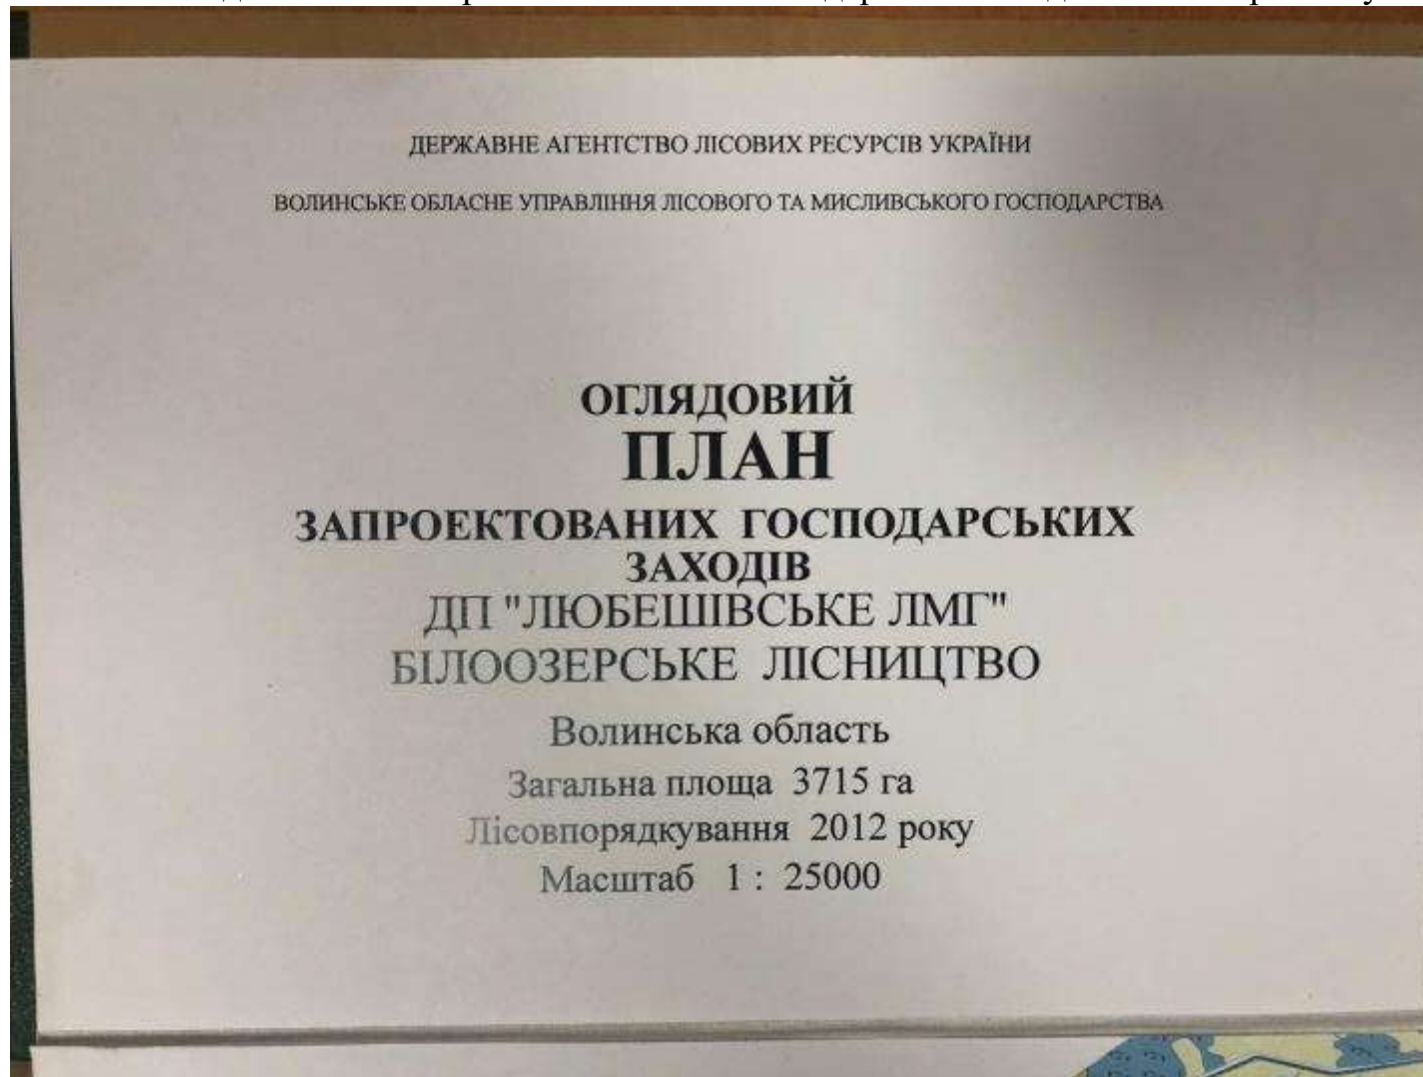 ДЕРЖАВНЕ АГЕНТСТВО ЛІСОВИХ РЕСУРСІВ УКРАЇНИ
ВОЛИНСЬКЕ ОБЛАСНЕ УПРАВЛІННЯ ЛІСОВОГО ТА МИСЛИВСЬКОГО ГОСПОДАРСТВА
ОГЛЯДОВИЙ
ПЛАН
ЗАПРОЕКТОВАНИХ ГОСПОДАРСЬКИХ
ЗАХОДІВ
ДП "ЛЮБЕШІВСЬКЕ ЛМГ"
БІЛООЗЕРСЬКЕ ЛІСНИЦТВО
Волинська область
Загальна площа 3715 га
Лісовпорядкування 2012 року
Масштаб 1 : 25000